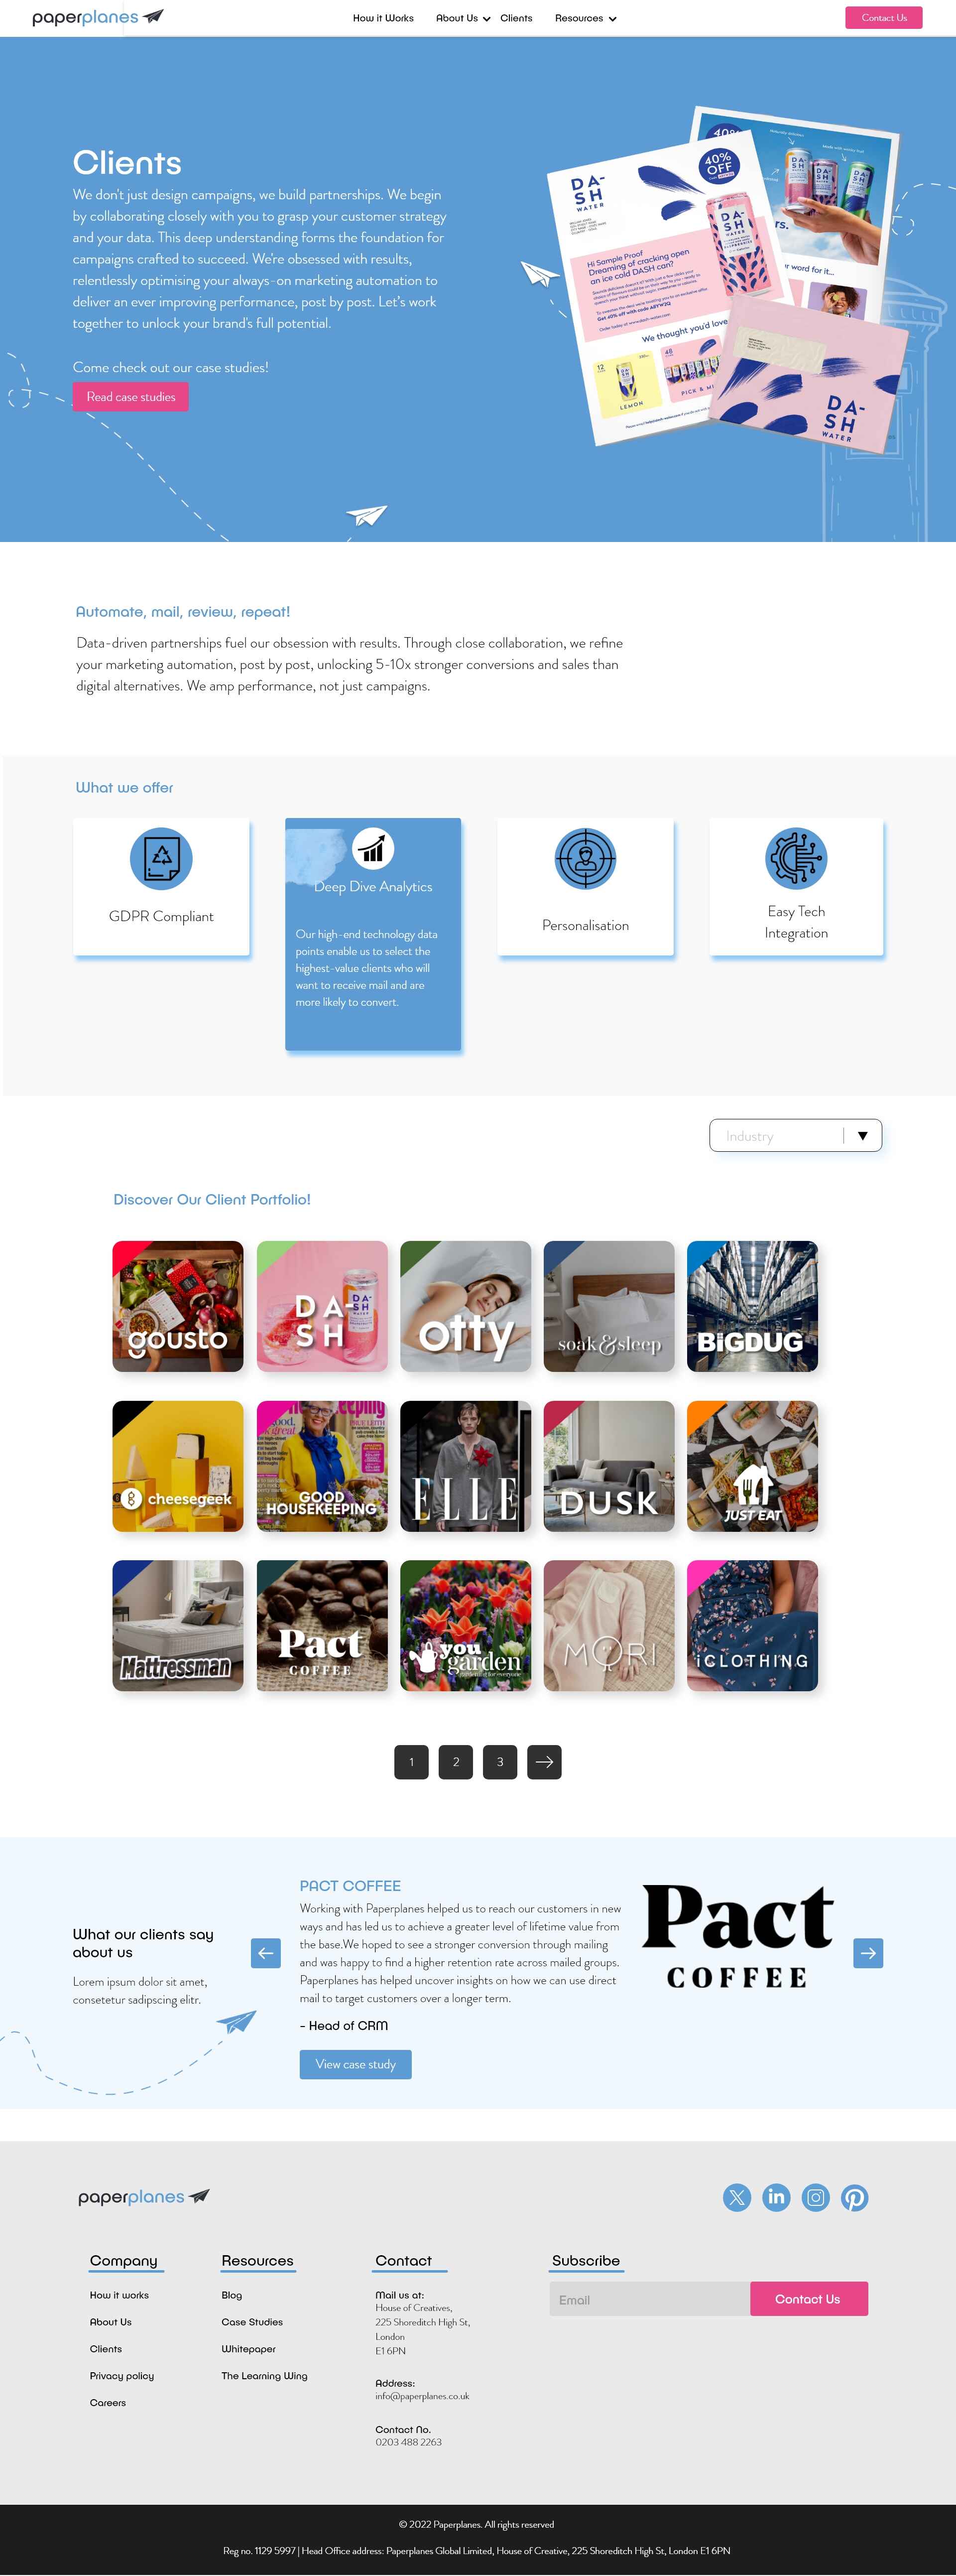 paperplanes
How it Works
About Us
Clients
Resources
Contact Us
Clients
We don't just design campaigns, we build partnerships. We begin
by collaborating closely with you to grasp your customer strategy
and your data. This deep understanding forms the foundation for
campaigns crafted to succeed. We're obsessed with results,
relentlessly optimising your always-on marketing automation to
deliver an ever improving performance, post by post. Let's work
together to unlock your brand's full potential.
Come check out our case studies!
Read case studies
40%
40%
OFF
DA-
SH
WATER
Hi Sample Proof
Dreaming of cracking open
an ice cold DASH can?
We thought you'd love
12
LEMON
48
PICK & MI
rs.
r word for it...
DA-
SH
WATER
DA-
SH
WATER
Automate, mail, review, repeat!
Data-driven partnerships fuel our obsession with results. Through close collaboration, we refine
your marketing automation, post by post, unlocking 5-10x stronger conversions and sales than
digital alternatives. We amp performance, not just campaigns.
What we offer
GDPR Compliant
Deep Dive Analytics
Our high-end technology data
points enable us to select the
highest-value clients who will
want to receive mail and are
more likely to convert.
Personalisation
Easy Tech
Integration
Industry
Discover Our Client Portfolio!
gousto
DA-
SH
DA-
SH
otty
soak&sleep
BiGDUG
cheesegeek
GOOD
HOUSEKEEPING
ELLE
DUSK
JUST EAT
Mattressman
Pact
COFFEE
you
garden
gardening for everyone
MORI
iCLOTHING
1
2
3
What our clients say
about us
Lorem ipsum dolor sit amet,
consetetur sadipscing elitr.
PACT COFFEE
Working with Paperplanes helped us to reach our customers in new
ways and has led us to achieve a greater level of lifetime value from
the base.We hoped to see a stronger conversion through mailing
and was happy to find a higher retention rate across mailed groups.
Paperplanes has helped uncover insights on how we can use direct
mail to target customers over a longer term.
- Head of CRM
View case study
Pact
COFFEE
paperplanes
in
Company
How it works
About Us
Clients
Privacy policy
Careers
Resources
Blog
Case Studies
Whitepaper
The Learning Wing
Contact
Mail us at:
House of Creatives,
225 Shoreditch High St,
London
E1 6PN
Address:
info@paperplanes.co.uk
Contact No.
0203 488 2263
Subscribe
Email
Contact Us
© 2022 Paperplanes. All rights reserved
Reg no. 1129 5997 | Head Office address: Paperplanes Global Limited, House of Creative, 225 Shoreditch High St, London E1 6PN